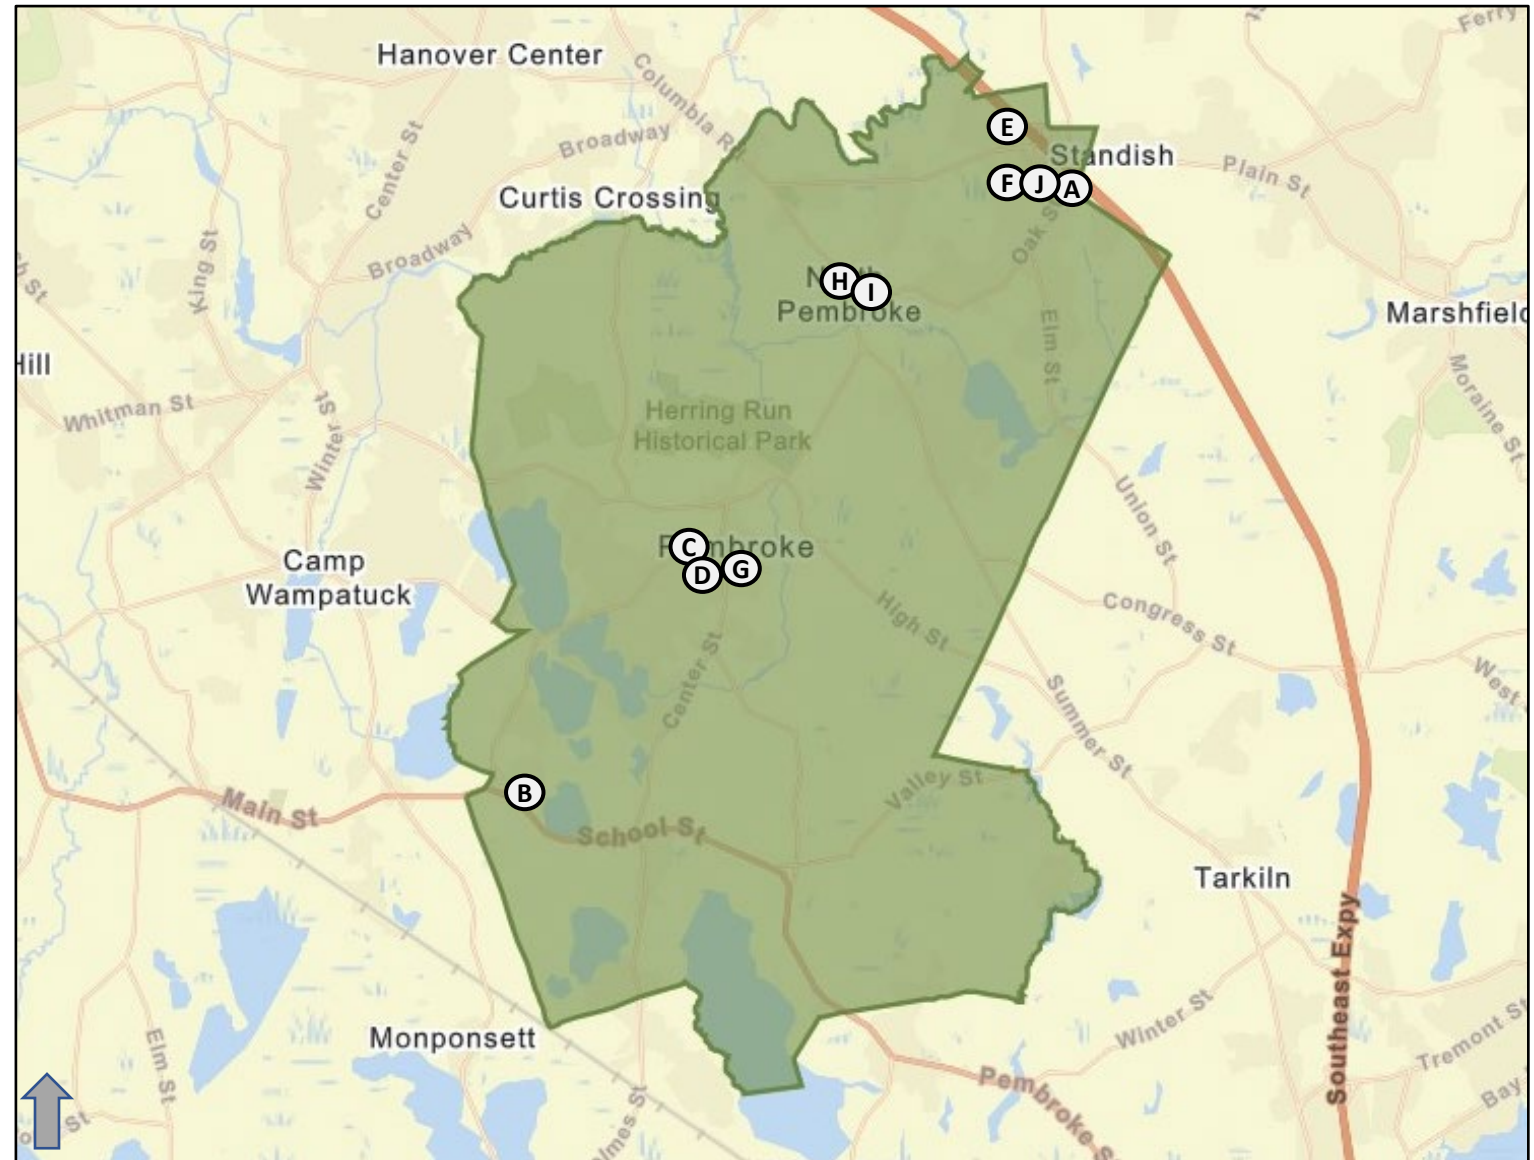 Ferry
Hanover Center
Columbia R
Broadway
Center St
E
Standish
Plain St
F
J
A
Curtis Crossing
Oak S
King St
Broadway
H
I
Pembroke
Elm St
Marshfield
Hill
St
Whitman St
Winter St
Moraine St
Herring Run
Historical Park
Union St
C
Pembroke
D
G
Camp
Wampatuck
High St
Congress St
Center St
Summer St
West
Valley St
B
Main St
School St
Tarkiln
Southeast Expy
Monponsett
Elm St
Winter St
Tremont St
Pembroke S
Bay
St